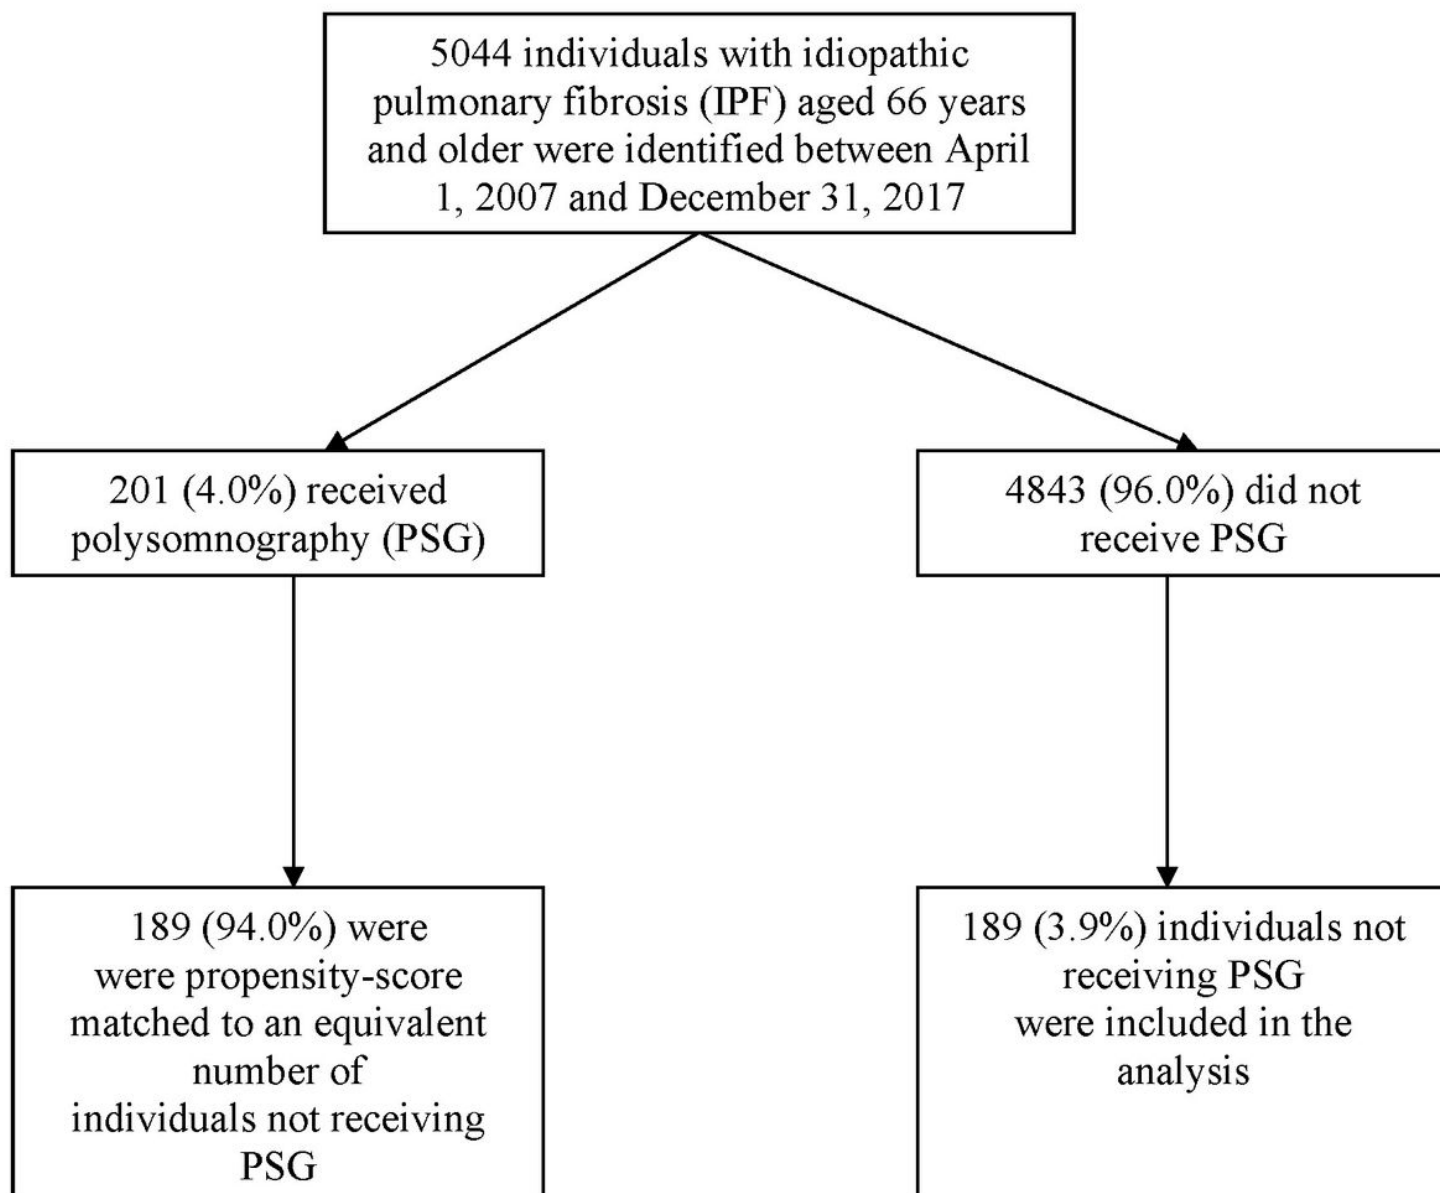 5044 individuals with idiopathic
pulmonary fibrosis (IPF) aged 66 years
and older were identified between April
1, 2007 and December 31, 2017
201 (4.0%) received
polysomnography (PSG)
4843 (96.0%) did not
receive PSG
189 (94.0%) were
were propensity-score
matched to an equivalent
number of
individuals not receiving
PSG
189 (3.9%) individuals not
receiving PSG
were included in the
analysis